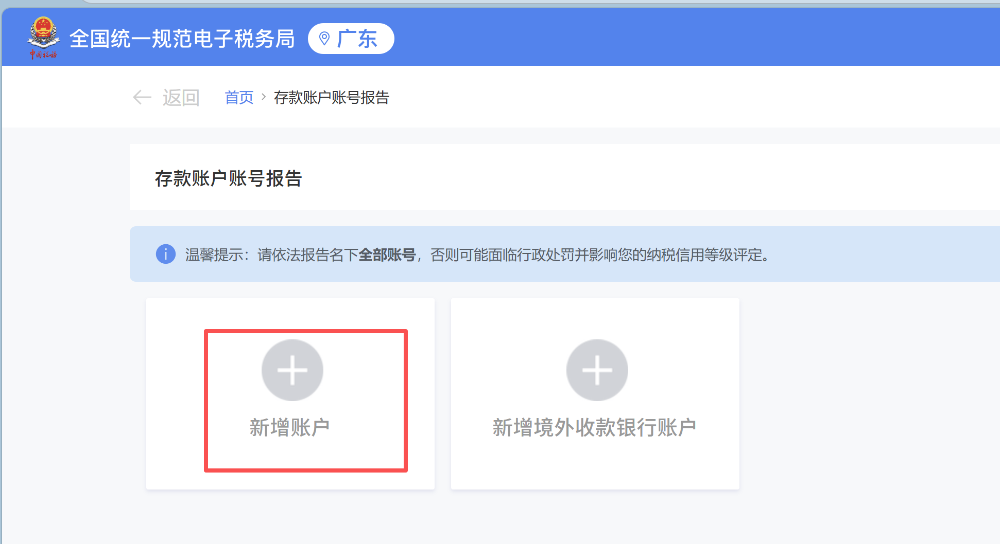 全国统一规范电子税务局
广东
中国税务
返回
首页 > 存款账户账号报告
存款账户账号报告
温馨提示：请依法报告名下全部账号，否则可能面临行政处罚并影响您的纳税信用等级评定。
新增账户
新增境外收款银行账户